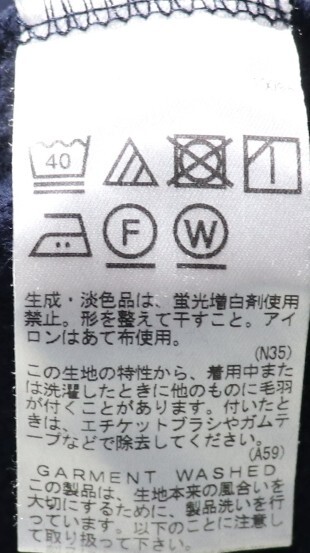 40
F W
生成・淡色品は、蛍光増白剤使用
禁止。形を整えて干すこと。アイ
ロンはあて布使用。
(N35)
この生地の特性から、着用中また
は洗濯したときに他のものに毛羽
が付くことがあります。付いたと
きは、エチケットブラシやガムテ
ープなどで除去してください。
(A59)
GARMENT WASHED
この製品は、生地本来の風合いを
大切にするために、製品洗いを行
っています。以下のことに注意し
て取り扱って下さい。